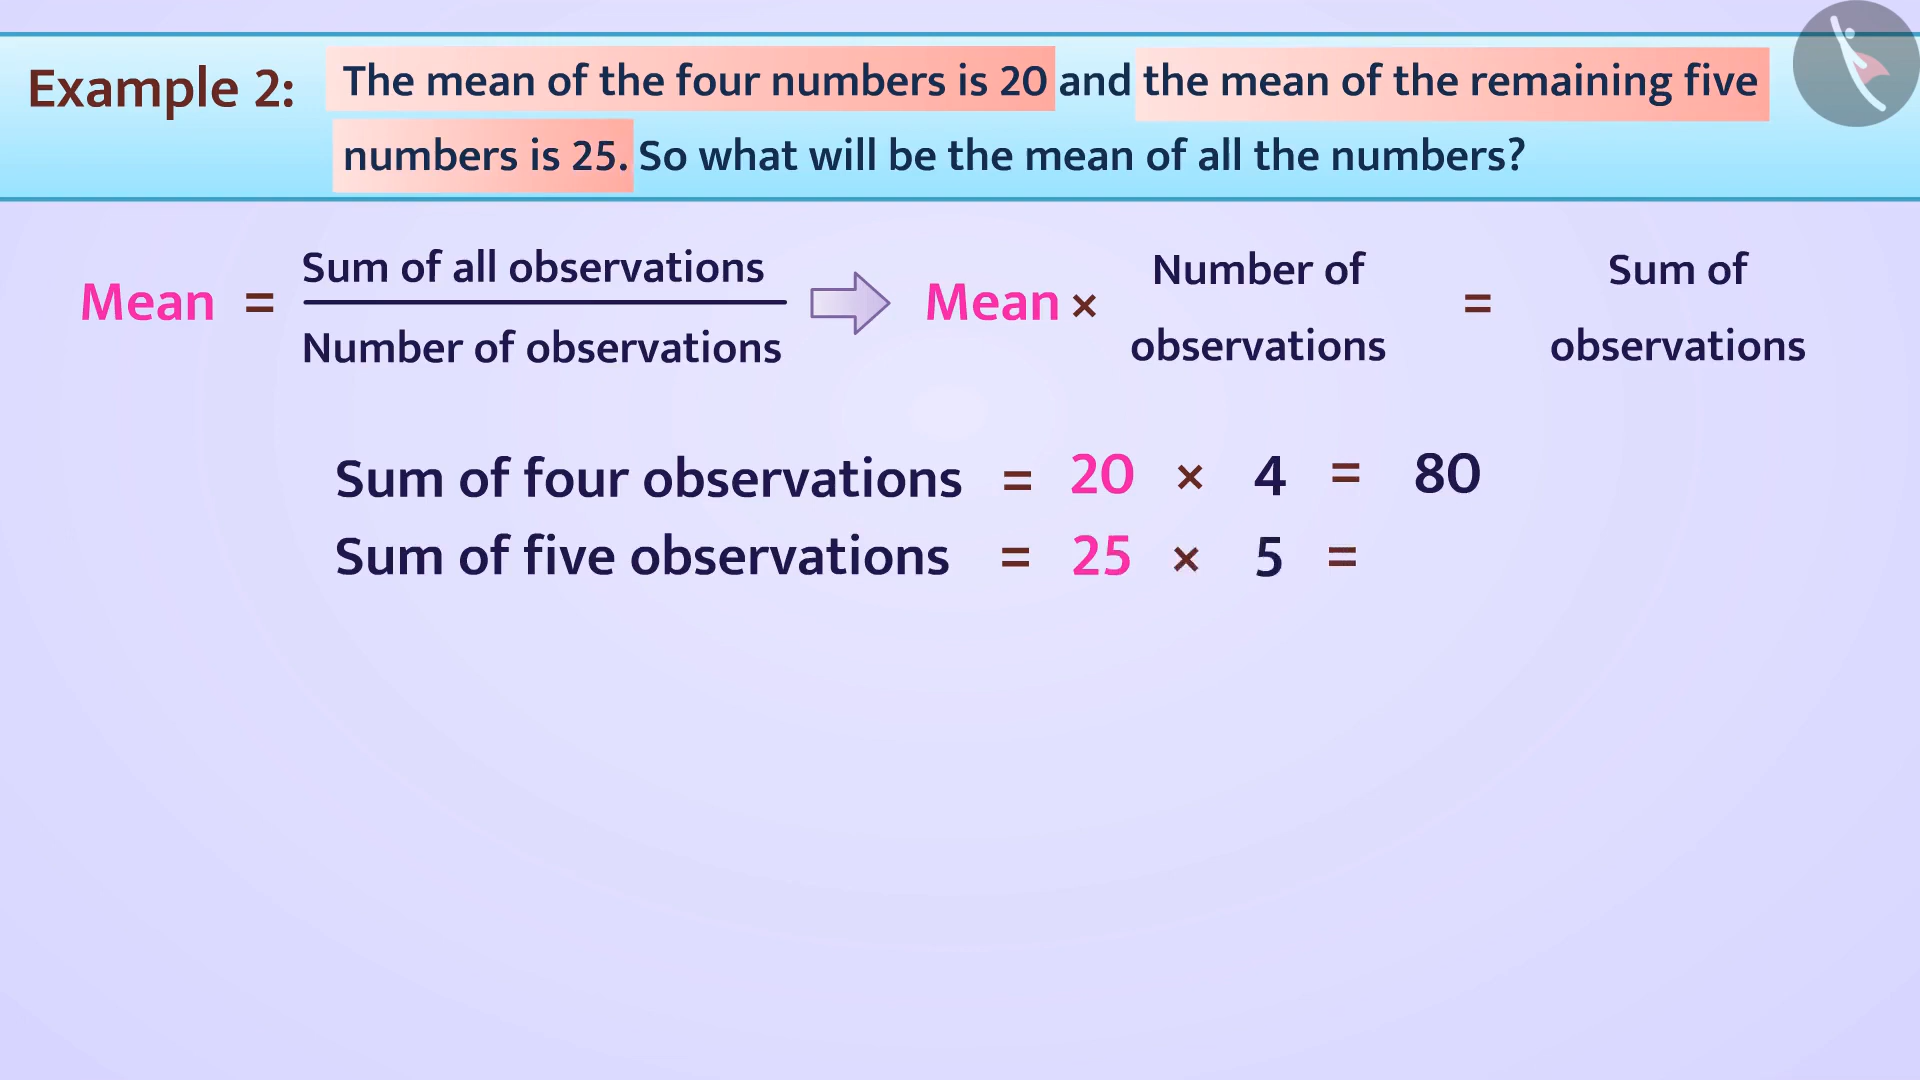 Example 2: The mean of the four numbers is 20 and the mean of the remaining five
numbers is 25. So what will be the mean of all the numbers?
Mean = Sum of all observations
Number of observations
Mean × Number of observations = Sum of observations
Sum of four observations = 20 × 4 = 80
Sum of five observations = 25 × 5 =